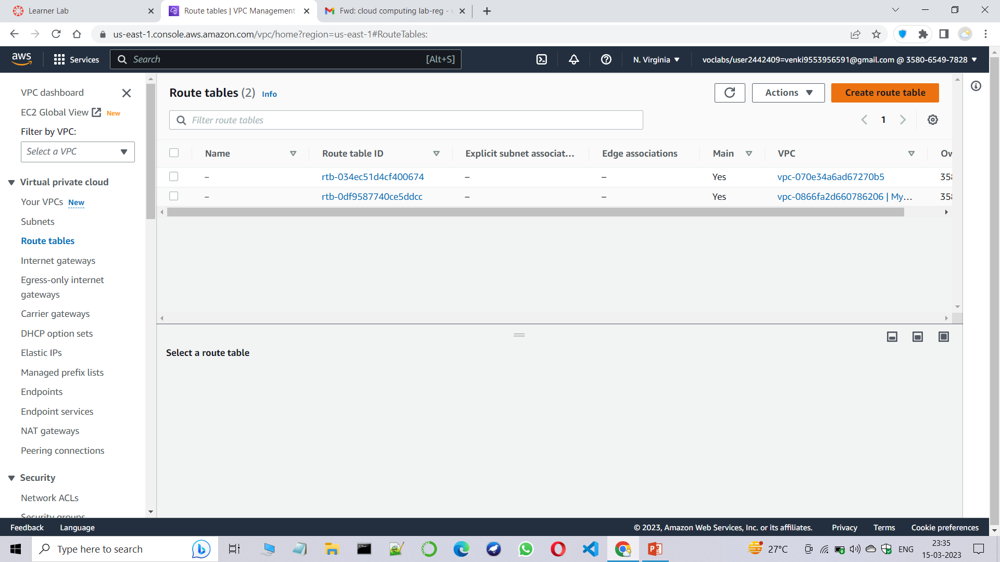 Learner Lab
Route tables | VPC Management
Fwd: cloud computing lab-reg -
us-east-1.console.aws.amazon.com/vpc/home?region=us-east-1#RouteTables:
aws
Services
Search
[Alt+S]
N. Virginia
voclabs/user2442409=venki9553956591@gmail.com @ 3580-6549-7828
VPC dashboard
EC2 Global View New
Filter by VPC:
Select a VPC
Virtual private cloud
Your VPCs New
Subnets
Route tables
Internet gateways
Egress-only internet
gateways
Carrier gateways
DHCP option sets
Elastic IPs
Managed prefix lists
Endpoints
Endpoint services
NAT gateways
Peering connections
Security
Network ACLs
Security groups
Route tables (2) Info
Actions
Create route table
Filter route tables
1
Name Route table ID Explicit subnet associat... Edge associations Main VPC Ow
– rtb-034ec51d4cf400674 – – Yes vpc-070e34a6ad67270b5 358
– rtb-0df9587740ce5ddcc – – Yes vpc-0866fa2d660786206 | My... 358
Select a route table
Feedback Language
© 2023, Amazon Web Services, Inc. or its affiliates. Privacy Terms Cookie preferences
Type here to search
27°C
ENG
23:35
15-03-2023